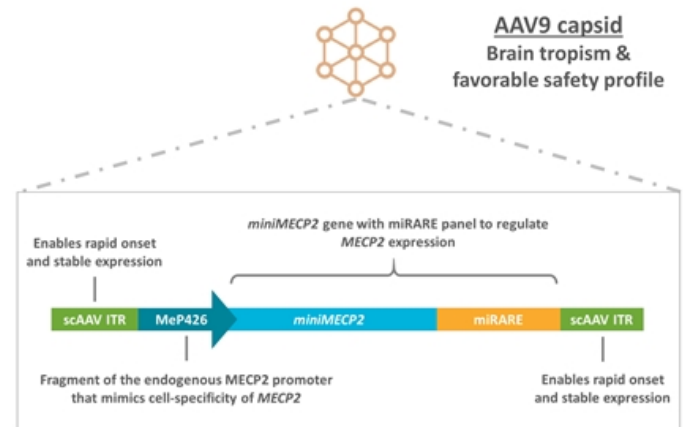 AAV9 capsid
Brain tropism &
favorable safety profile
miniMECP2 gene with miRARE panel to regulate
MECP2 expression
Enables rapid onset
and stable expression
scAAV ITR
MeP426
miniMECP2
miRARE
scAAV ITR
Fragment of the endogenous MECP2 promoter
that mimics cell-specificity of MECP2
Enables rapid onset
and stable expression